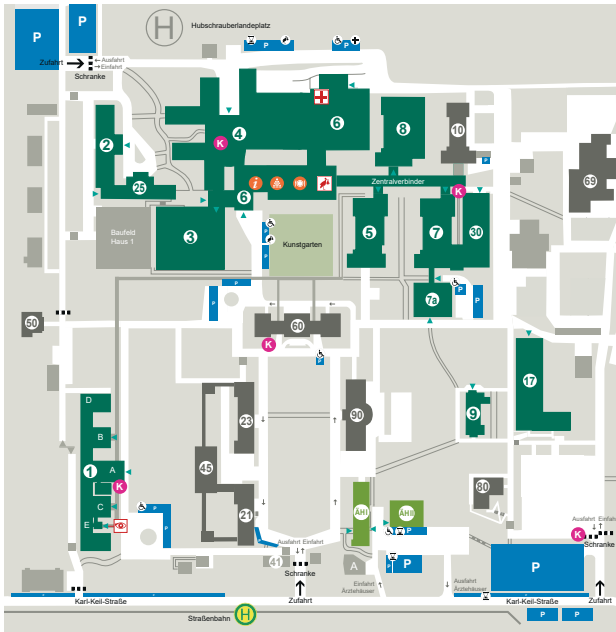 P
P
H
Hubschrauberlandeplatz
P
P
Zufahrt
Ausfahrt
Einfahrt
Schranke
2
4
K
6
8
10
25
i
6
Zentralverbinder
K
69
Baufeld
Haus 1
3
P
P
Kunstgarten
5
7
30
P
7a
P
P
50
60
K
P
17
D
B
1
A
K
C
E
23
45
21
90
9
80
P
P
P
ÄHI
ÄHII
P
P
P
41
A
Ausfahrt Einfahrt
Schranke
Zufahrt
Einfahrt
Ärztehäuser
Ausfahrt
Ärztehäuser
K
Ausfahrt Einfahrt
Schranke
P
Karl-Keil-Straße
Karl-Keil-Straße
Zufahrt
Straßenbahn
H
P
P